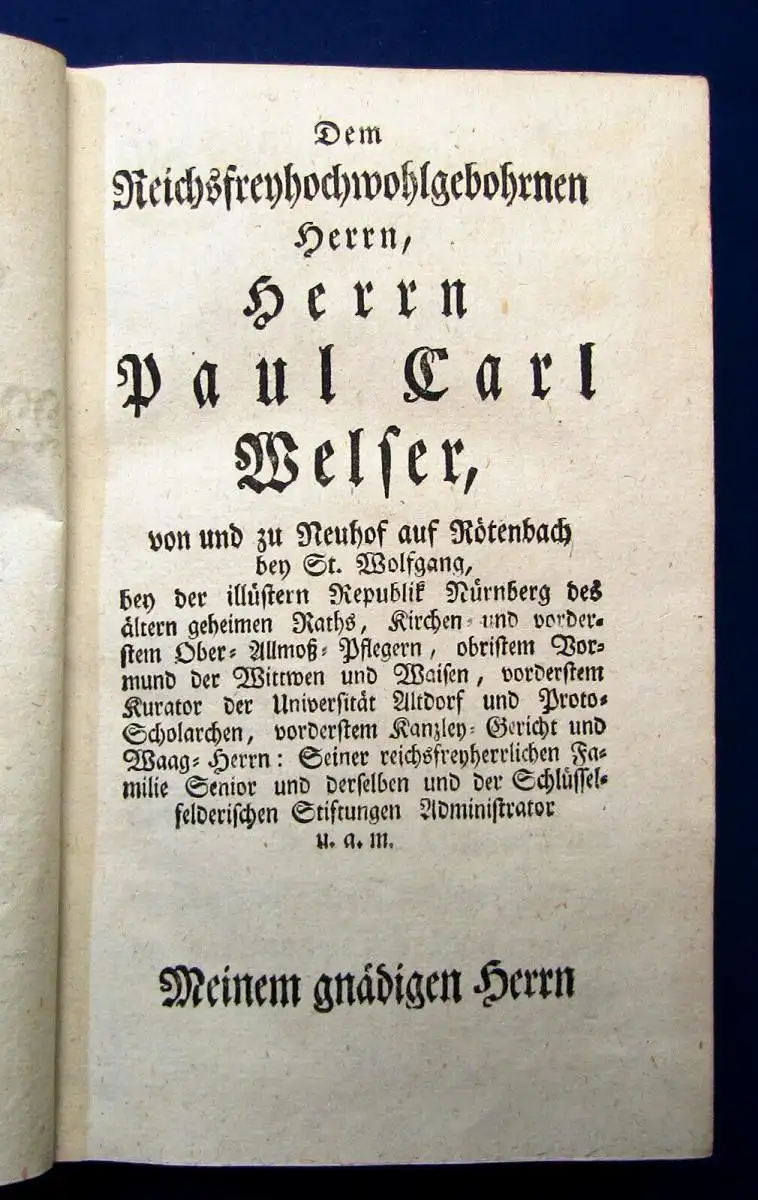 Dem
Reichsfreyhochwohlgebohrnen
Herrn,
Herrn
Paul Carl
Welser,
von und zu Neuhof auf Rötenbach
bey St. Wolfgang,
bey der illüstern Republik Nürnberg des
ältern geheimen Raths, Kirchen- und vorder-
stem Ober- Allmoß- Pflegern, obristem Vor-
mund der Wittwen und Waisen, vorderstem
Kurator der Universität Altdorf und Proto-
Scholarchen, vorderstem Kanzley- Gericht und
Waag- Herrn: Seiner reichsfreyherrlichen Fa-
milie Senior und derselben und der Schlüssel-
felderischen Stiftungen Administrator
u. a. m.
Meinem gnädigen Herrn